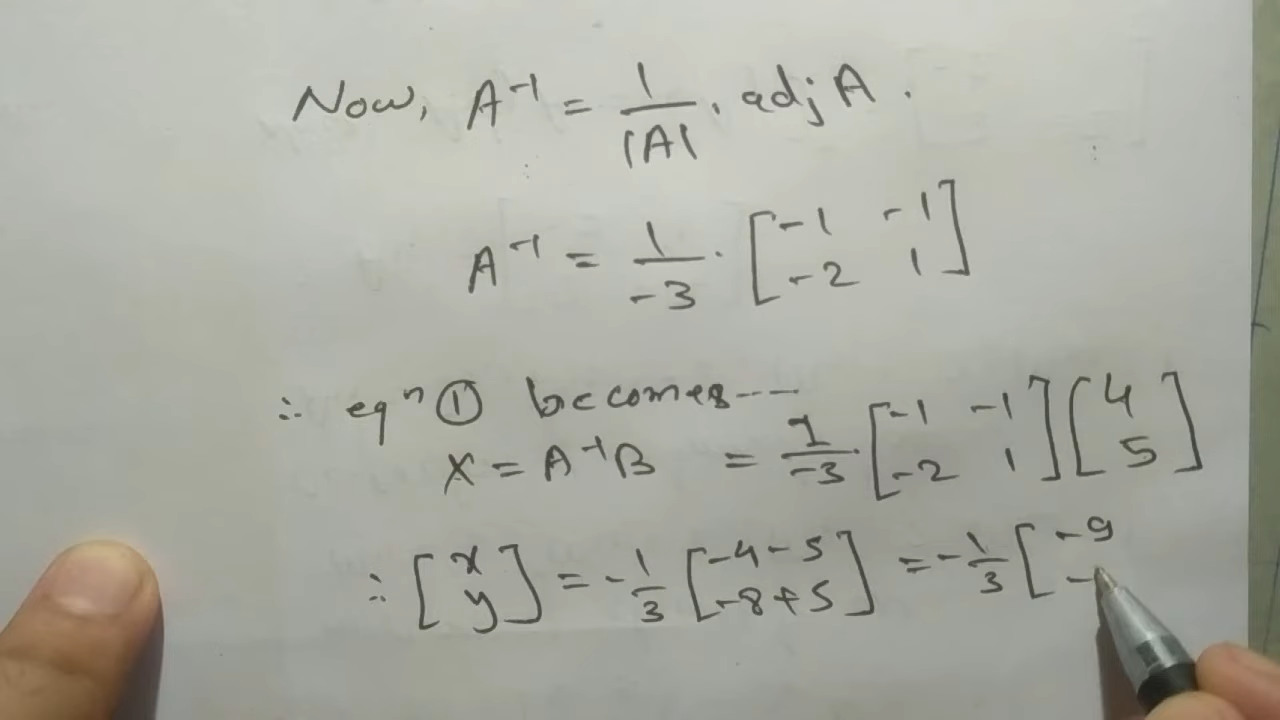 Now, A⁻¹ = 1/|A| · adj A.
A⁻¹ = 1/-3 · [-1 -1; -2 1]
∴ eqⁿ ① becomes---
X = A⁻¹B = 1/-3 · [-1 -1; -2 1] [4; 5]
∴ [x; y] = -1/3 [-4-5; -8+5] = -1/3 [-9; -